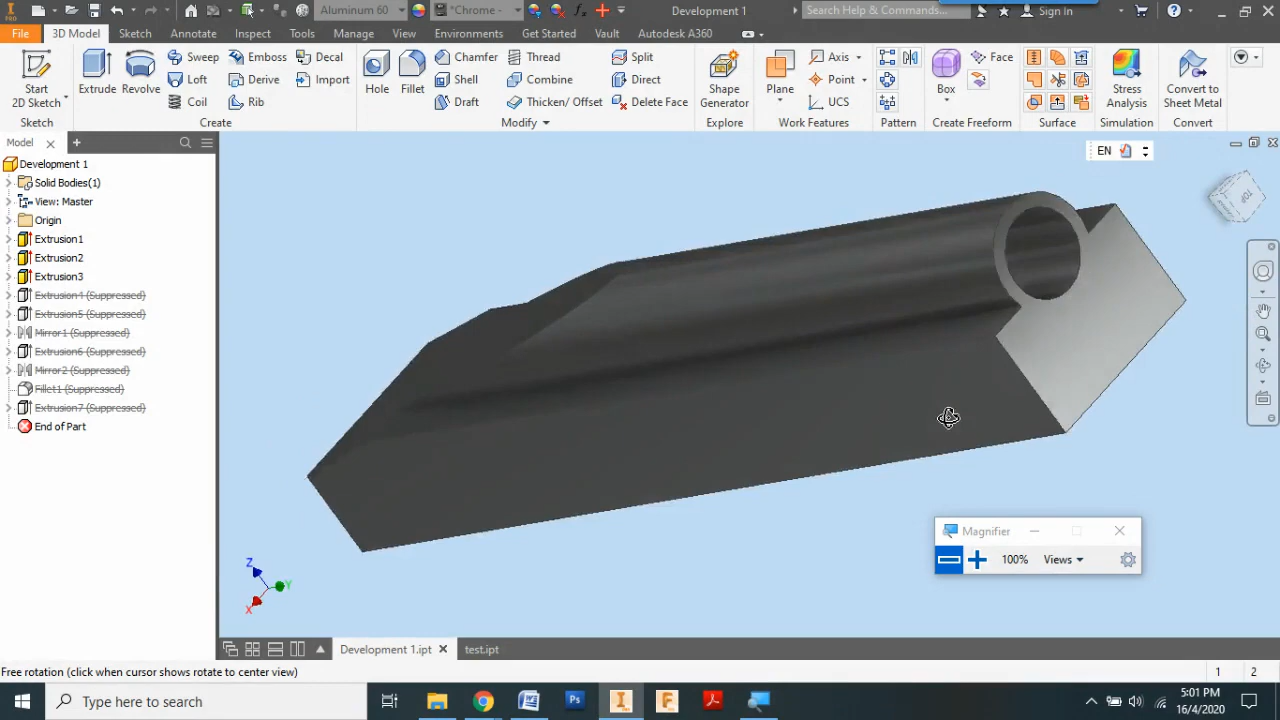 PRO Aluminum 60 *Chrome - Development 1 Search Help & Commands... Sign In
File 3D Model Sketch Annotate Inspect Tools Manage View Environments Get Started Vault Autodesk A360
Start 2D Sketch
Extrude Revolve Sweep Emboss Decal
Loft Derive Import
Coil Rib
Hole Fillet Chamfer Thread Split
Shell Combine Direct
Draft Thicken/ Offset Delete Face
Shape Generator
Plane Axis
Point
UCS
Box Face
Stress Analysis
Convert to Sheet Metal
Sketch Create Modify Explore Work Features Pattern Create Freeform Surface Simulation Convert
Model
EN
Development 1
Solid Bodies(1)
View: Master
Origin
Extrusion1
Extrusion2
Extrusion3
Extrusion4 (Suppressed)
Extrusion5 (Suppressed)
Mirror1 (Suppressed)
Extrusion6 (Suppressed)
Mirror2 (Suppressed)
Fillet1 (Suppressed)
Extrusion7 (Suppressed)
End of Part
TOP
Magnifier
100% Views
Z
Y
X
Development 1.ipt test.ipt
Free rotation (click when cursor shows rotate to center view) 1 2
Type here to search
Ps
I
F
5:01 PM
16/4/2020